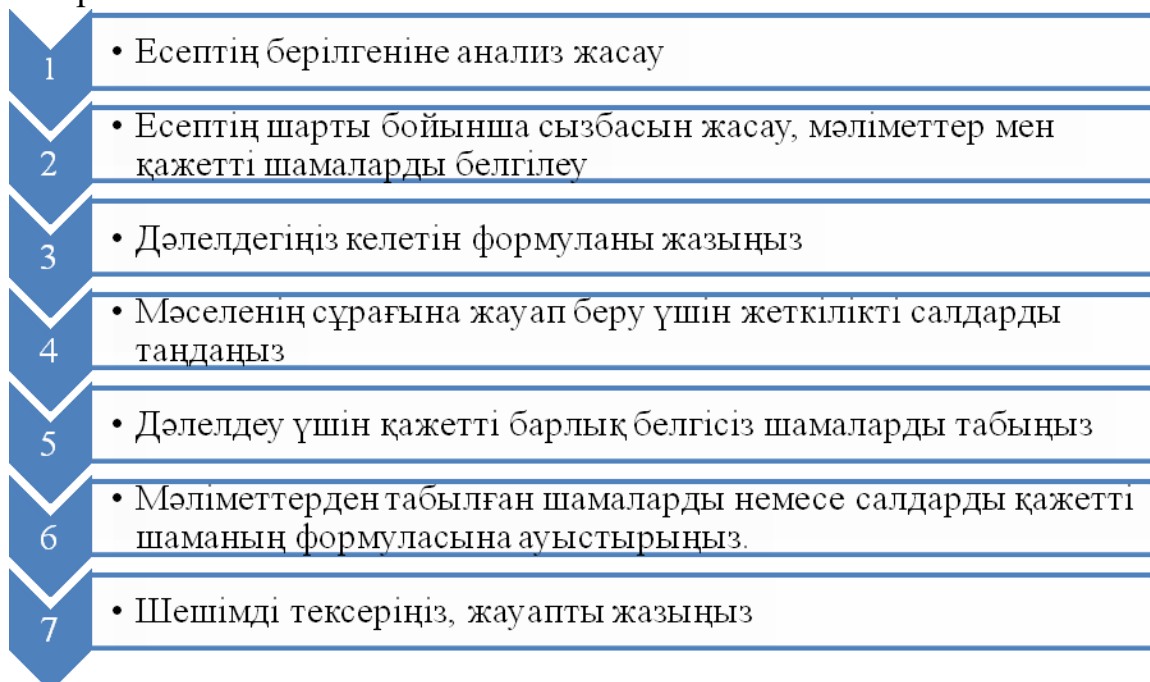 1
• Есептің берілгеніне анализ жасау
2
• Есептің шарты бойынша сызбасын жасау, мәліметтер мен
қажетті шамаларды белгілеу
3
• Дәлелдегіңіз келетін формуланы жазыңыз
4
• Мәселенің сұрағына жауап беру үшін жеткілікті салдарды
таңдаңыз
5
• Дәлелдеу үшін қажетті барлық белгісіз шамаларды табыңыз
6
• Мәліметтерден табылған шамаларды немесе салдарды қажетті
шаманың формуласына ауыстырыңыз.
7
• Шешімді тексеріңіз, жауапты жазыңыз